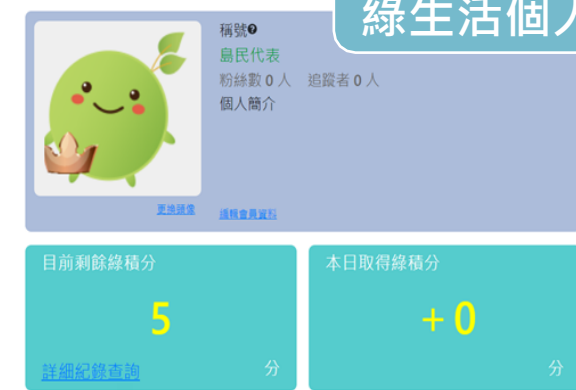 綠生活個人
稱號?
島民代表
粉絲數 0 人 追蹤者 0 人
個人簡介
更換頭像
編輯會員資料
目前剩餘綠積分
5
詳細紀錄查詢
分
本日取得綠積分
+0
分